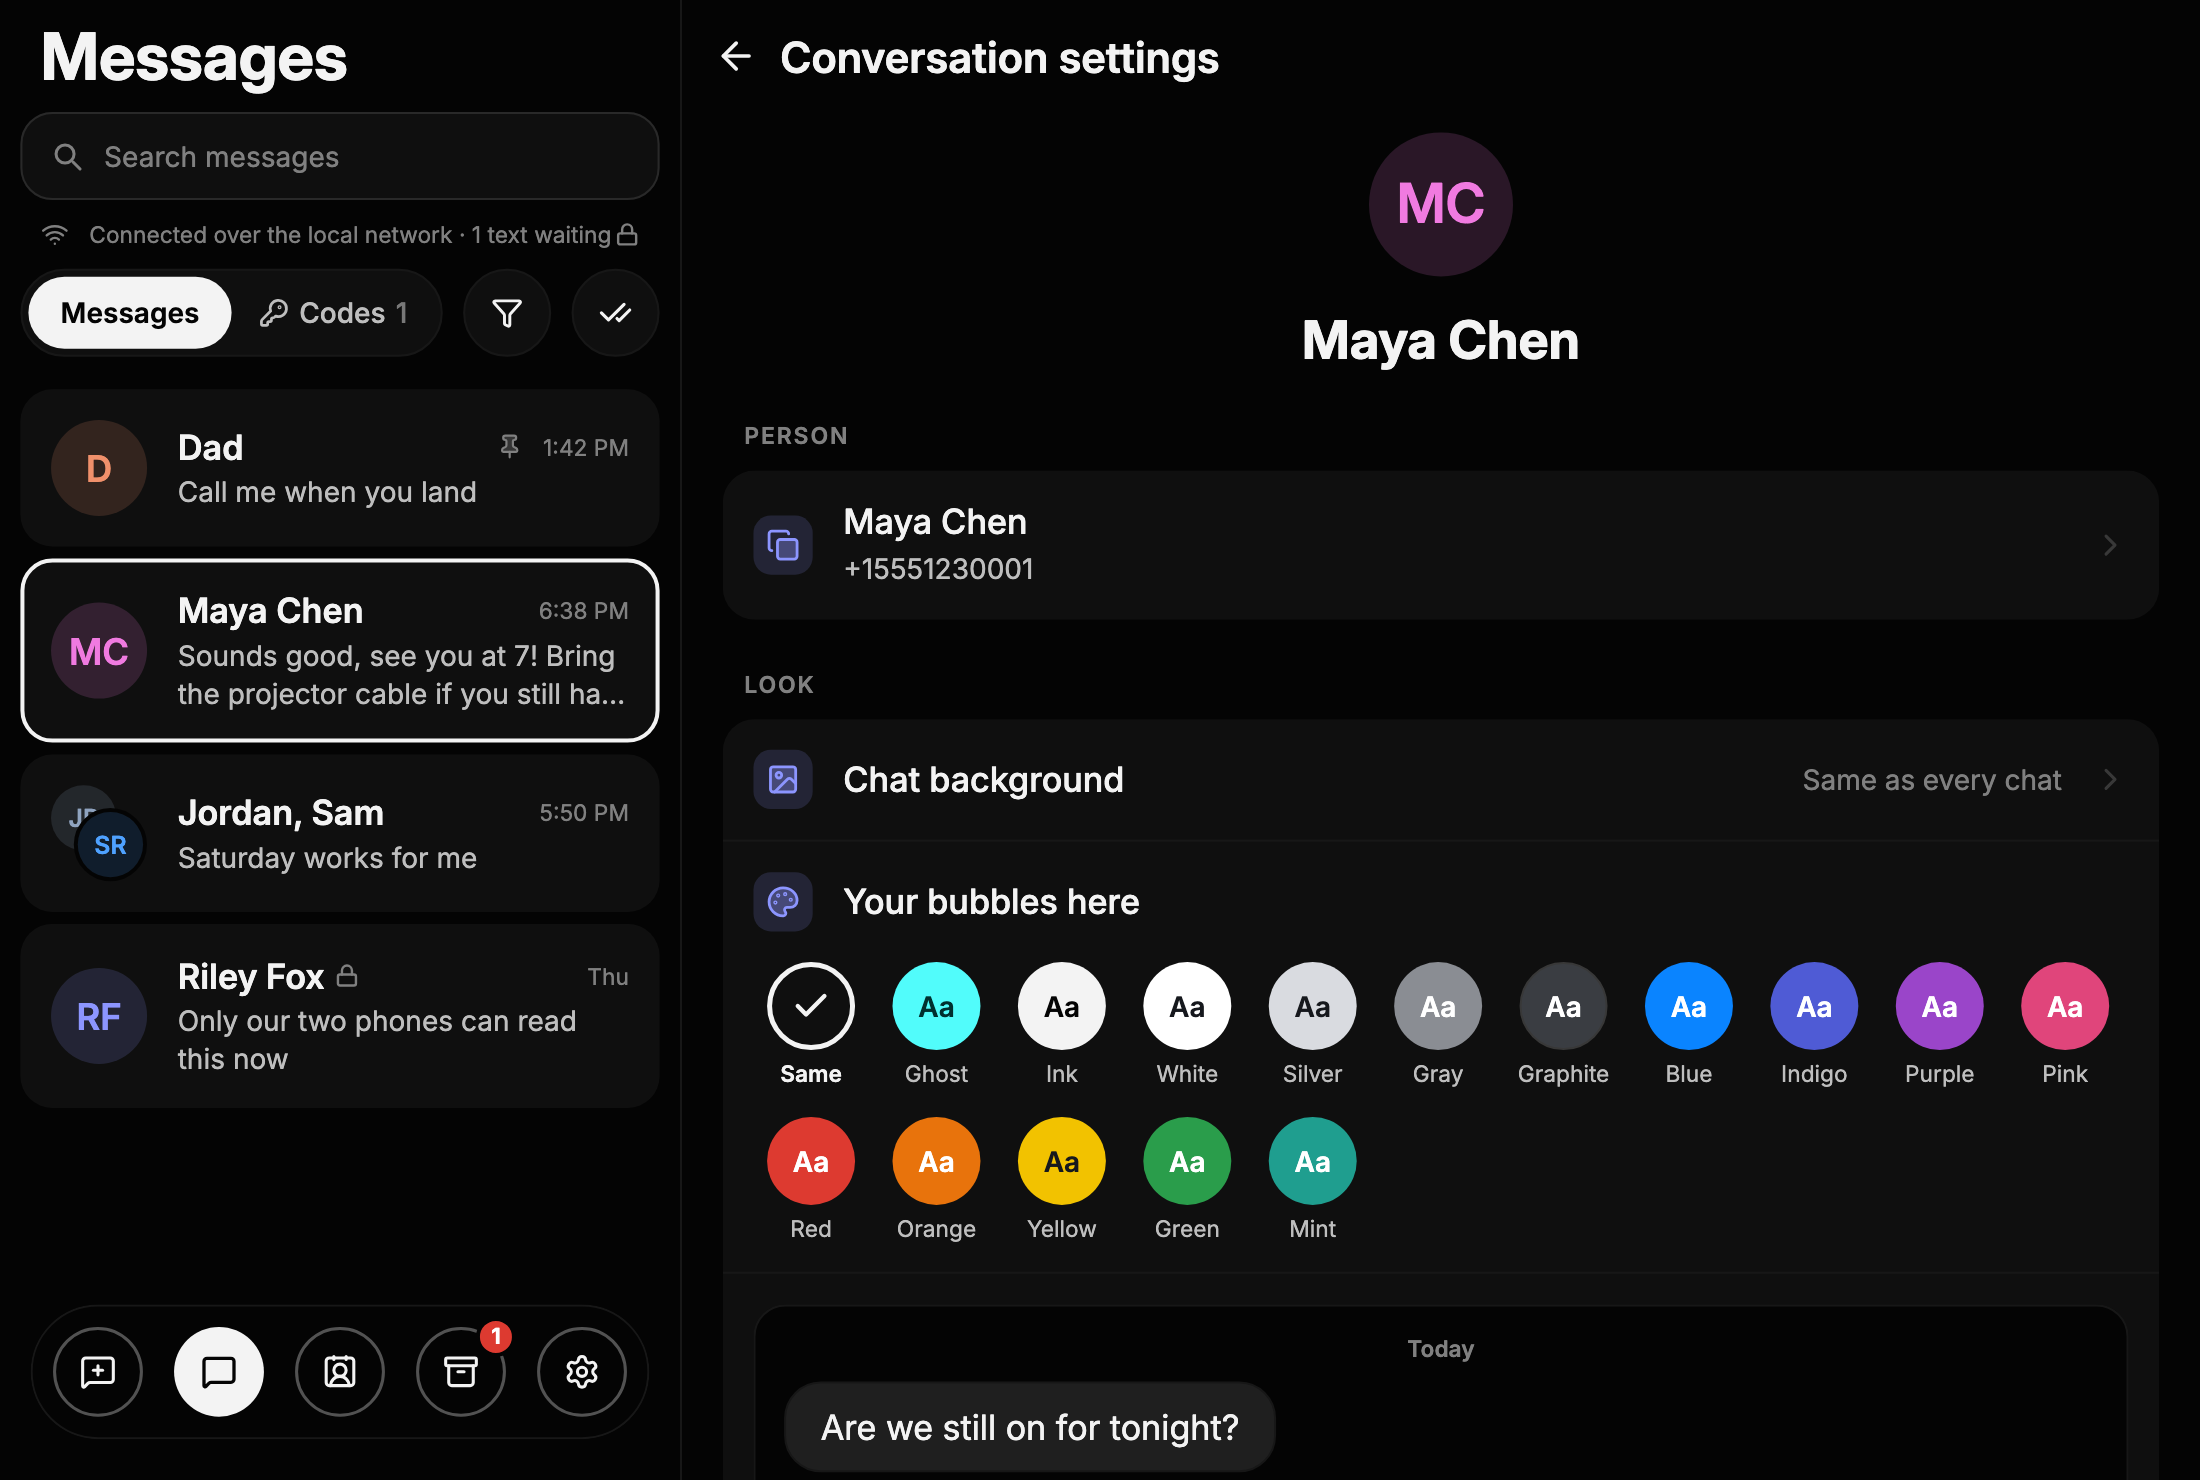 Messages
Search messages
Connected over the local network · 1 text waiting
Messages
Codes 1
D
Dad
1:42 PM
Call me when you land
MC
Maya Chen
6:38 PM
Sounds good, see you at 7! Bring
the projector cable if you still ha...
SR
Jordan, Sam
5:50 PM
Saturday works for me
RF
Riley Fox
Thu
Only our two phones can read
this now
1
Conversation settings
MC
Maya Chen
PERSON
Maya Chen
+15551230001
LOOK
Chat background
Same as every chat
Your bubbles here
Aa Aa Aa Aa Aa Aa Aa Aa Aa Aa
Same Ghost Ink White Silver Gray Graphite Blue Indigo Purple Pink
Aa Aa Aa Aa Aa
Red Orange Yellow Green Mint
Today
Are we still on for tonight?